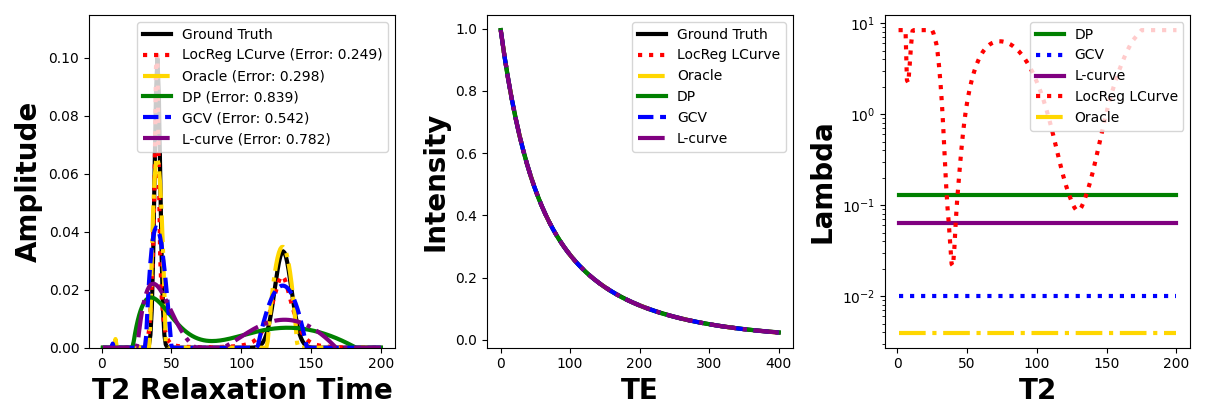 Amplitude
0.10
0.08
0.06
0.04
0.02
0.00
Ground Truth
LocReg LCurve (Error: 0.249)
Oracle (Error: 0.298)
DP (Error: 0.839)
GCV (Error: 0.542)
L-curve (Error: 0.782)
0 50 100 150 200
T2 Relaxation Time
Intensity
1.0
0.8
0.6
0.4
0.2
0.0
Ground Truth
LocReg LCurve
Oracle
DP
GCV
L-curve
0 100 200 300 400
TE
Lambda
10¹
10⁰
10⁻¹
10⁻²
DP
GCV
L-curve
LocReg LCurve
Oracle
0 50 100 150 200
T2